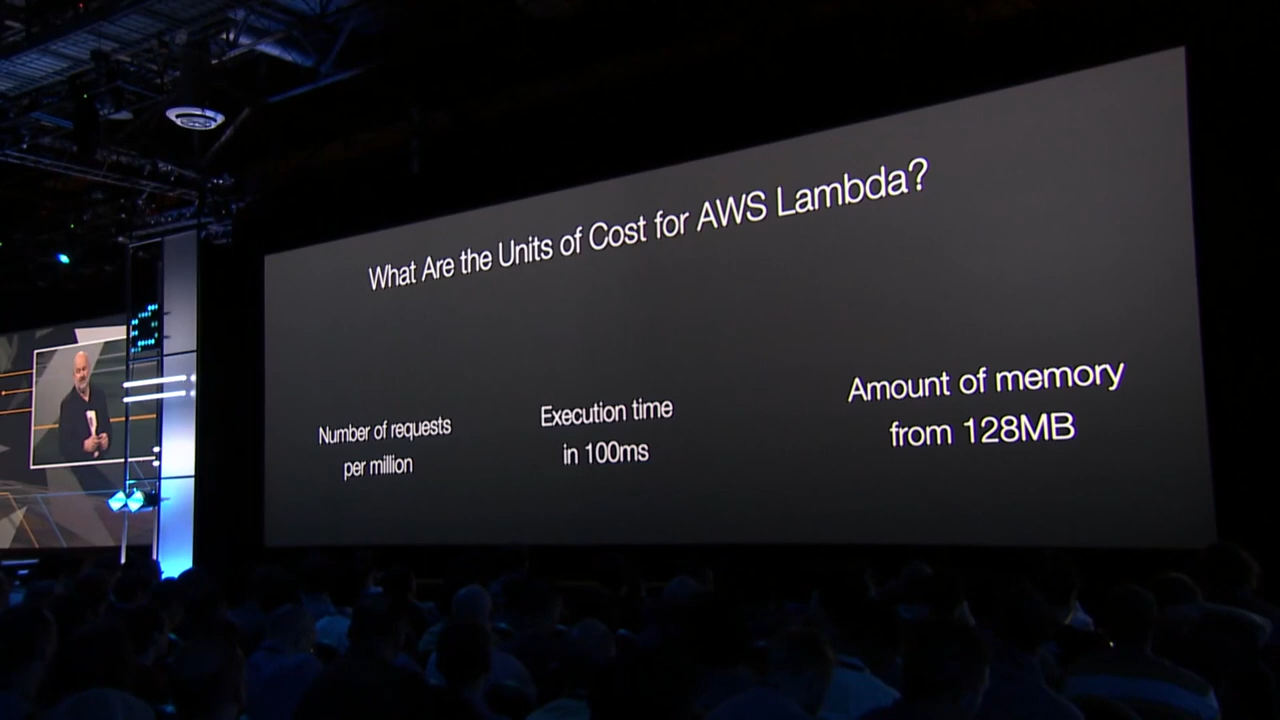 What Are the Units of Cost for AWS Lambda?
Number of requests
per million
Execution time
in 100ms
Amount of memory
from 128MB